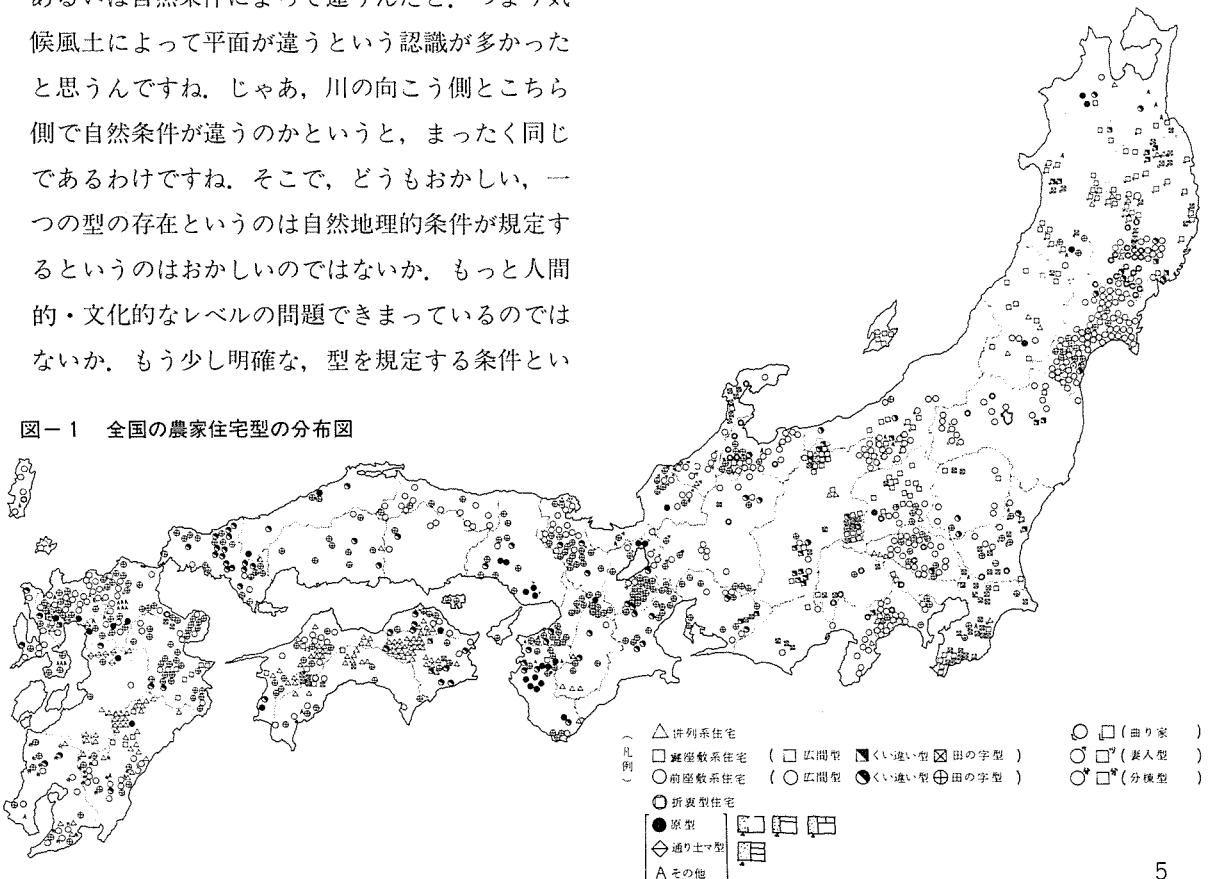 あるいは自然条件によって違うんだと．つまり気
候風土によって平面が違うという認識が多かった
と思うんですね．じゃあ，川の向こう側とこちら
側で自然条件が違うのかというと，まったく同じ
であるわけですね．そこで，どうもおかしい，一
つの型の存在というのは自然地理的条件が規定す
るというのはおかしいのではないか．もっと人間
的・文化的なレベルの問題できまっているのでは
ないか．もう少し明確な，型を規定する条件とい
図－1　全国の農家住宅型の分布図
（凡例）
△ 併列系住宅
□ 鍵座敷系住宅 （ □ 広間型 くい違い型 田の字型 ）
○ 前座敷系住宅 （ ○ 広間型 くい違い型 田の字型 ）
折裏型住宅
● 原型
通り土マ型
A その他
（曲り家）
（妻入型）
（分棟型）
5